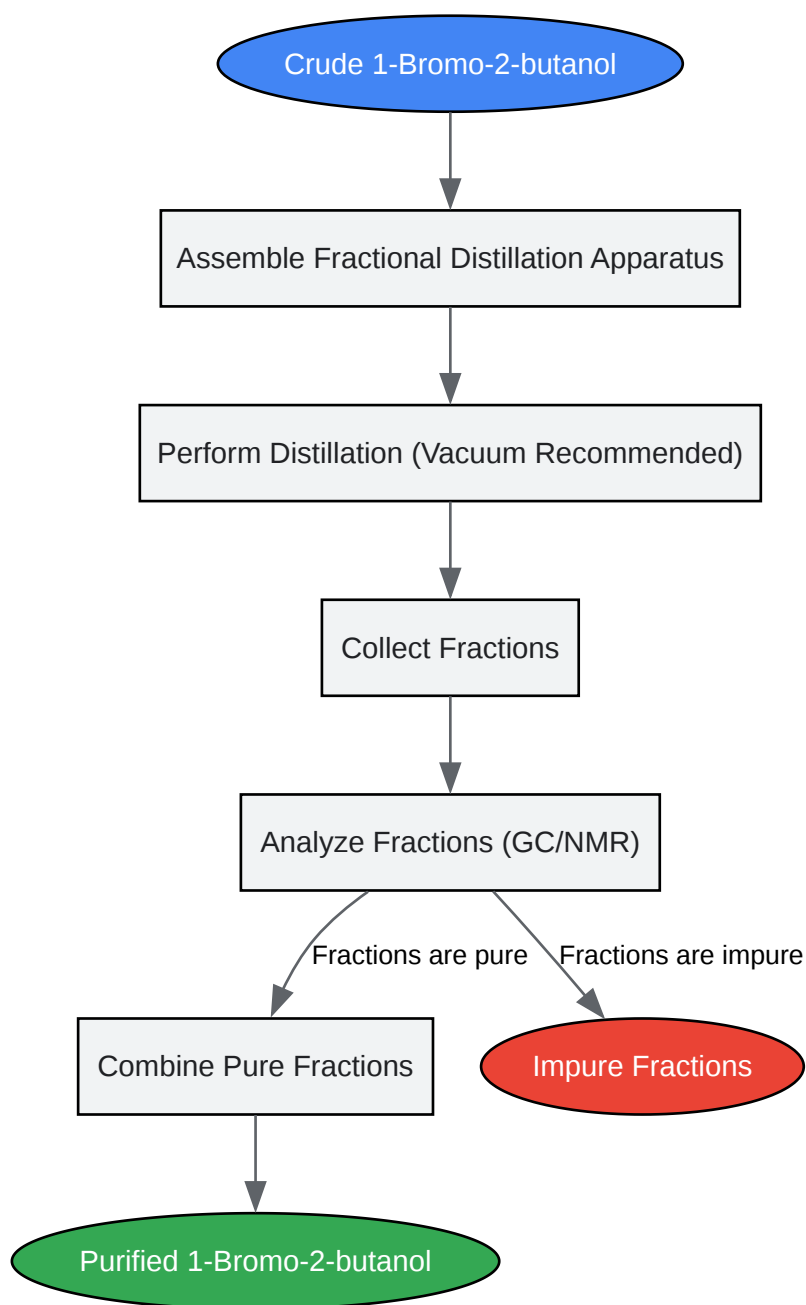 Crude 1-Bromo-2-butanol
Assemble Fractional Distillation Apparatus
Perform Distillation (Vacuum Recommended)
Collect Fractions
Analyze Fractions (GC/NMR)
Fractions are pure
Fractions are impure
Combine Pure Fractions
Impure Fractions
Purified 1-Bromo-2-butanol